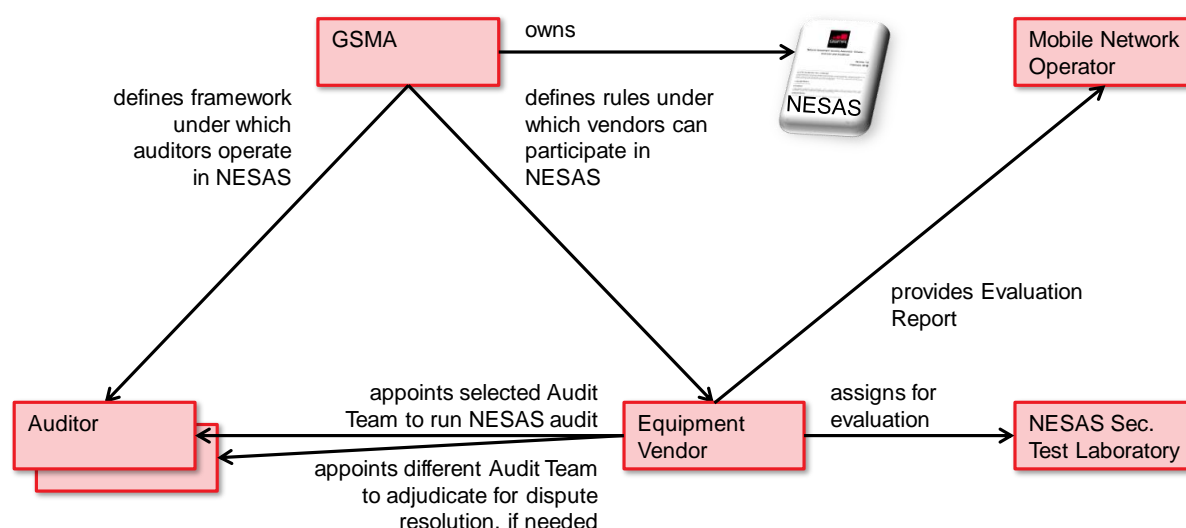 GSMA
owns
NESAS
Mobile Network
Operator
defines framework
under which
auditors operate
in NESAS
defines rules under
which vendors can
participate in
NESAS
provides Evaluation
Report
Auditor
appoints selected Audit
Team to run NESAS audit
Equipment
Vendor
assigns for
evaluation
NESAS Sec.
Test Laboratory
appoints different Audit Team
to adjudicate for dispute
resolution, if needed